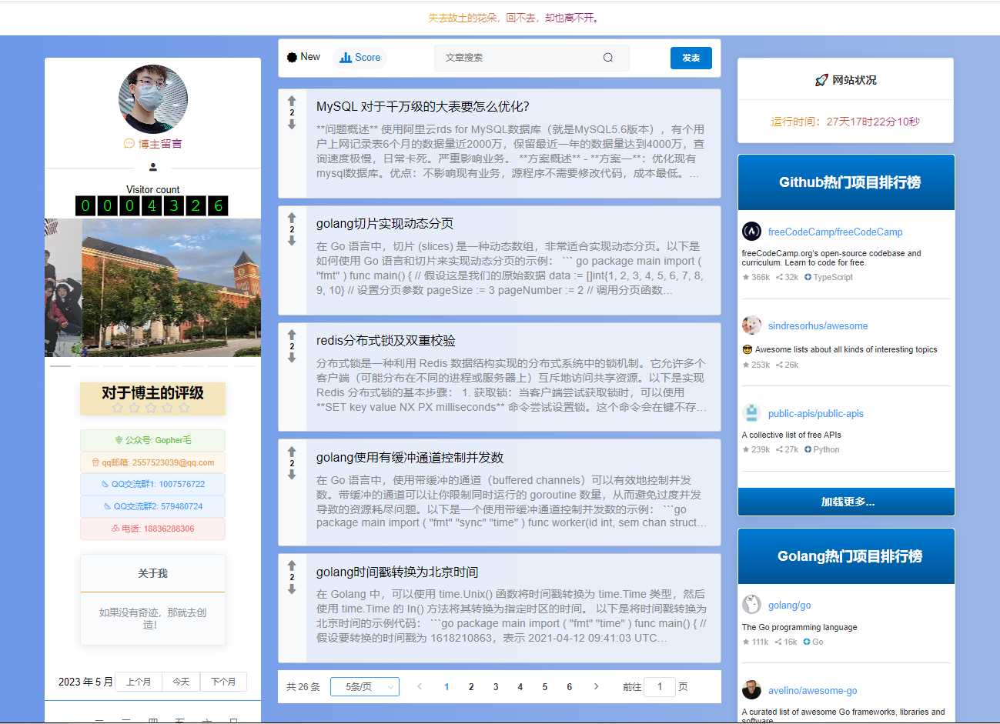 失去故土的花朵，回不去，却也离不开。
博主留言
Visitor count
0004326
对于博主的评级
公众号: Gopher毛
qq邮箱: 2557523039@qq.com
QQ交流群1: 1007576722
QQ交流群2: 579480724
电话: 18836288306
关于我
如果没有奇迹，那就去创
造!
2023 年 5 月 上个月 今天 下个月
一 二 三 四 五 六 日
New Score 文章搜索 发表
2
MySQL 对于千万级的大表要怎么优化?
**问题概述** 使用阿里云rds for MySQL数据库（就是MySQL5.6版本），有个用
户上网记录表6个月的数据量近2000万，保留最近一年的数据量达到4000万，查
询速度极慢，日常卡死。严重影响业务。 **方案概述** - **方案一**：优化现有
mysql数据库。优点：不影响现有业务，源程序不需要修改代码，成本最低。…
2
golang切片实现动态分页
在 Go 语言中，切片 (slices) 是一种动态数组，非常适合实现动态分页。以下是
如何使用 Go 语言和切片来实现动态分页的示例： ``` go package main import (
"fmt" ) func main() { // 假设这是我们的原始数据 data := []int{1, 2, 3, 4, 5, 6, 7, 8,
9, 10} // 设置分页参数 pageSize := 3 pageNumber := 2 // 调用分页函数…
2
redis分布式锁及双重校验
分布式锁是一种利用 Redis 数据结构实现的分布式系统中的锁机制。它允许多个
客户端（可能分布在不同的进程或服务器上）互斥地访问共享资源。以下是实现
Redis 分布式锁的基本步骤： 1. 获取锁：当客户端尝试获取锁时，可以使用
**SET key value NX PX milliseconds** 命令尝试设置锁。这个命令会在键不存…
2
golang使用有缓冲通道控制并发数
在 Go 语言中，使用带缓冲的通道（buffered channels）可以有效地控制并发
数。带缓冲的通道可以让你限制同时运行的 goroutine 数量，从而避免过度并发
导致的资源耗尽问题。以下是一个使用带缓冲通道控制并发数的示例： ```go
package main import ( "fmt" "sync" "time" ) func worker(id int, sem chan struct…
2
golang时间戳转换为北京时间
在 Golang 中，可以使用 time.Unix() 函数将时间戳转换为 time.Time 类型，然后
使用 time.Time 的 In() 方法将其转换为指定时区的时间。 以下是将时间戳转换为
北京时间的示例代码： ```go package main import ( "fmt" "time" ) func main() { //
假设要转换的时间戳为 1618210863，表示 2021-04-12 09:41:03 UTC…
共 26 条 5条/页 1 2 3 4 5 6 前往 1 页
网站状况
运行时间：27天17时22分10秒
Github热门项目排行榜
freeCodeCamp/freeCodeCamp
freeCodeCamp.org's open-source codebase and
curriculum. Learn to code for free.
366k 32k TypeScript
sindresorhus/awesome
😎 Awesome lists about all kinds of interesting topics
253k 26k
public-apis/public-apis
A collective list of free APIs
239k 27k Python
加载更多...
Golang热门项目排行榜
golang/go
The Go programming language
111k 16k Go
avelino/awesome-go
A curated list of awesome Go frameworks, libraries and
software